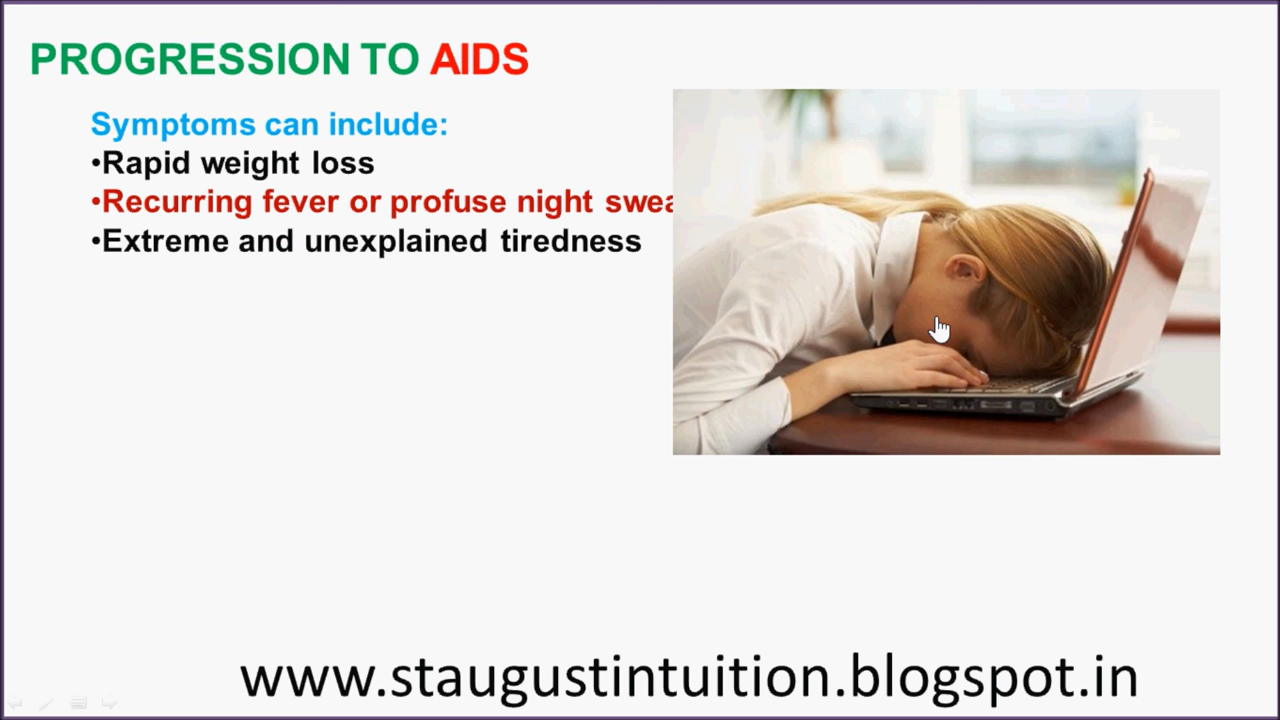 PROGRESSION TO AIDS
Symptoms can include:
•Rapid weight loss
•Recurring fever or profuse night swea
•Extreme and unexplained tiredness
www.staugustintuition.blogspot.in